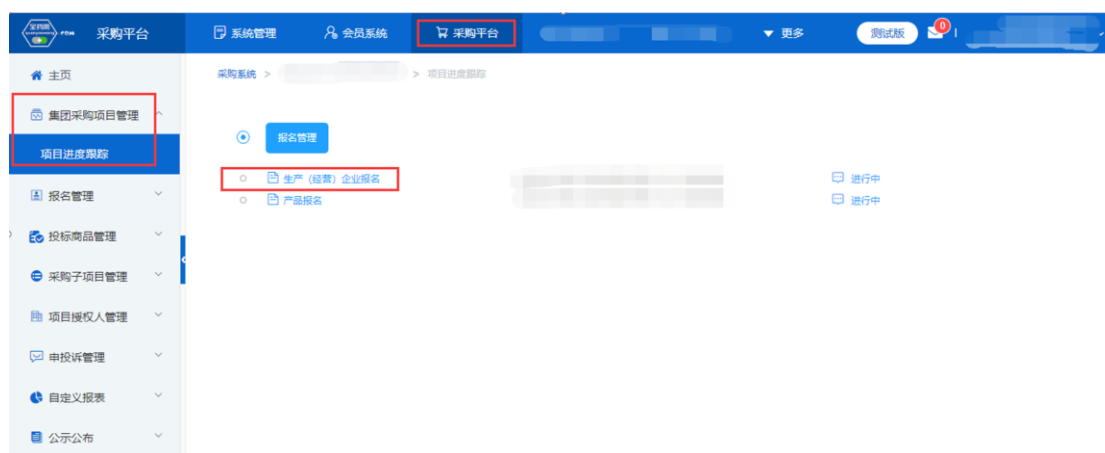 采购平台 系统管理 会员系统 采购平台 更多 测试版 0
主页
采购系统 > > 项目进度跟踪
集团采购项目管理
报名管理
项目进度跟踪
生产（经营）企业报名 进行中
产品报名 进行中
报名管理
投标商品管理
采购子项目管理
项目授权人管理
申投诉管理
自定义报表
公示公布